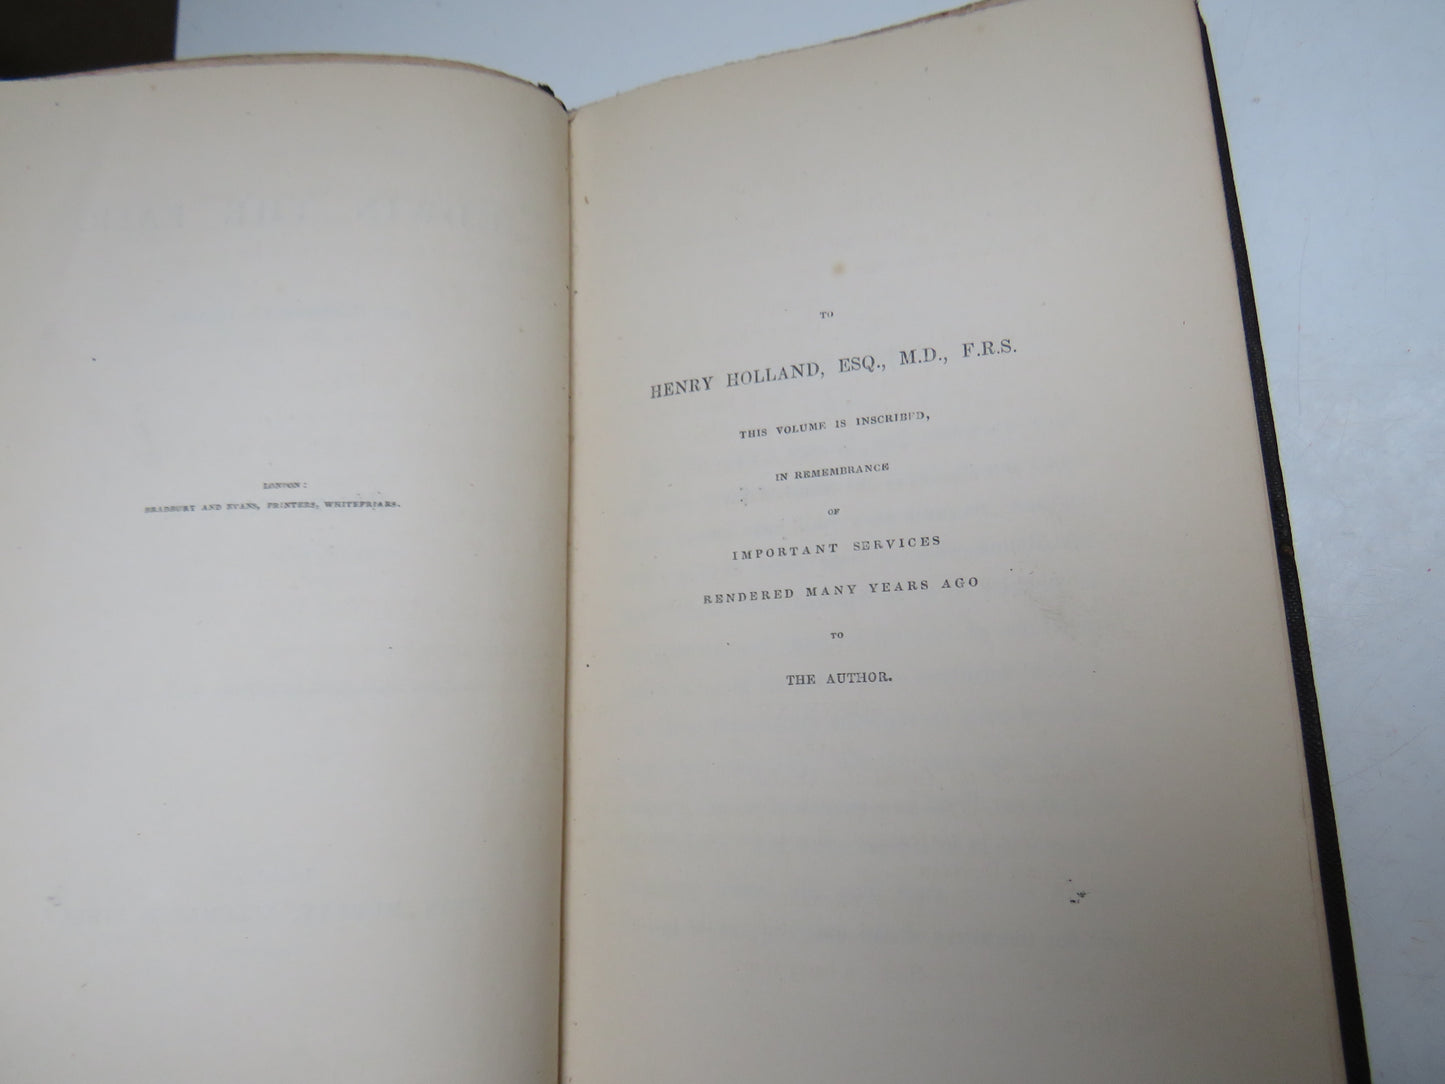 LONDON:
BRADBURY AND EVANS, PRINTERS, WHITEFRIARS.
TO
HENRY HOLLAND, ESQ., M.D., F.R.S.
THIS VOLUME IS INSCRIBED,
IN REMEMBRANCE
OF
IMPORTANT SERVICES
RENDERED MANY YEARS AGO
TO
THE AUTHOR.